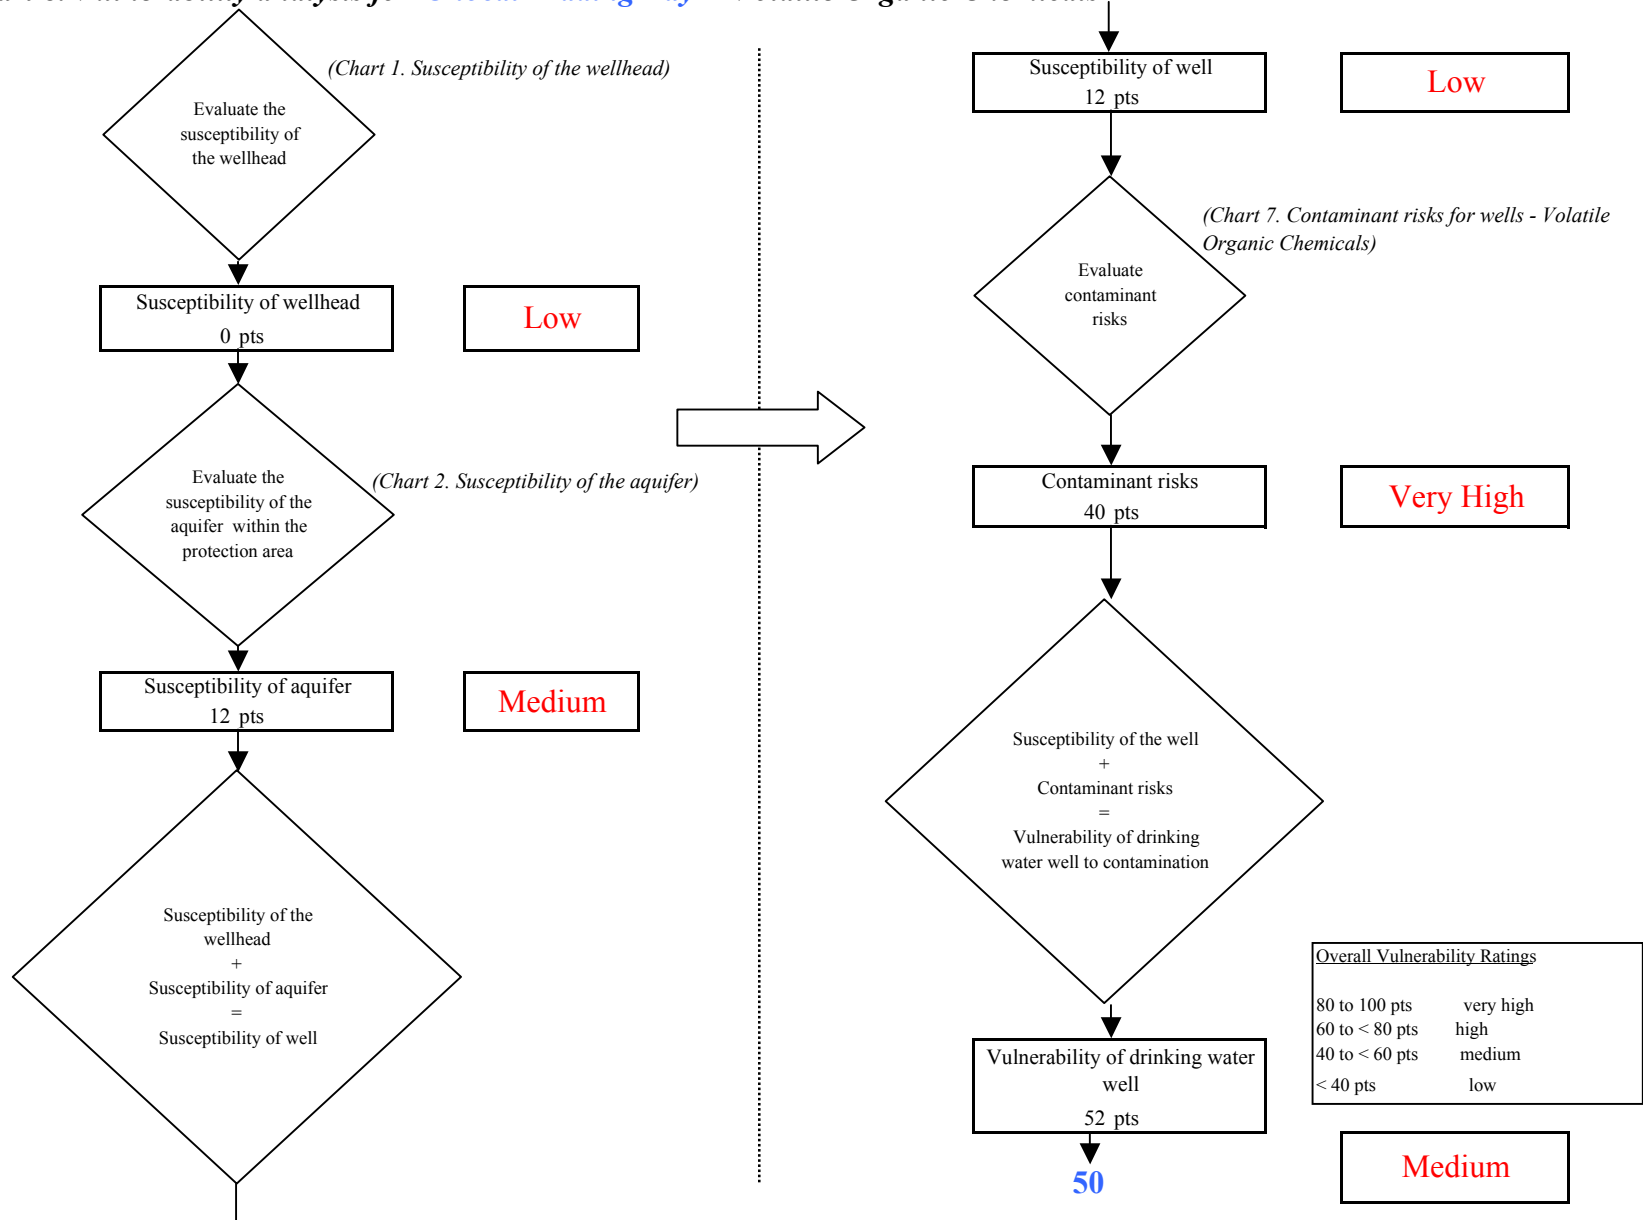 Volatile Organic Chemicals
(Chart 1. Susceptibility of the wellhead)
Evaluate the
susceptibility of
the wellhead
Susceptibility of wellhead
0 pts
Low
Evaluate the
susceptibility of the
aquifer within the
protection area
(Chart 2. Susceptibility of the aquifer)
Susceptibility of aquifer
12 pts
Medium
Susceptibility of the
wellhead
+
Susceptibility of aquifer
=
Susceptibility of well
Susceptibility of well
12 pts
Low
(Chart 7. Contaminant risks for wells - Volatile
Organic Chemicals)
Evaluate
contaminant
risks
Contaminant risks
40 pts
Very High
Susceptibility of the well
+
Contaminant risks
=
Vulnerability of drinking
water well to contamination
Vulnerability of drinking water
well
52 pts
50
Overall Vulnerability Ratings
80 to 100 pts very high
60 to < 80 pts high
40 to < 60 pts medium
< 40 pts low
Medium